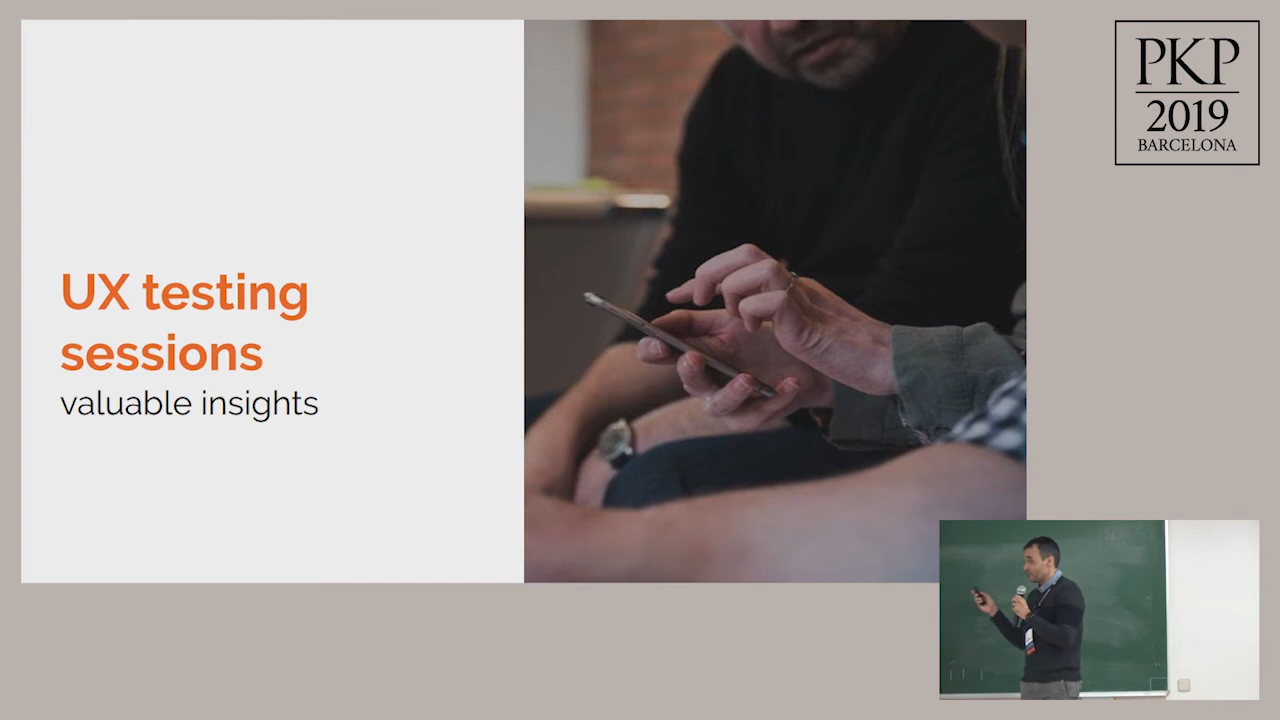 UX testing
sessions
valuable insights
PKP
2019
BARCELONA